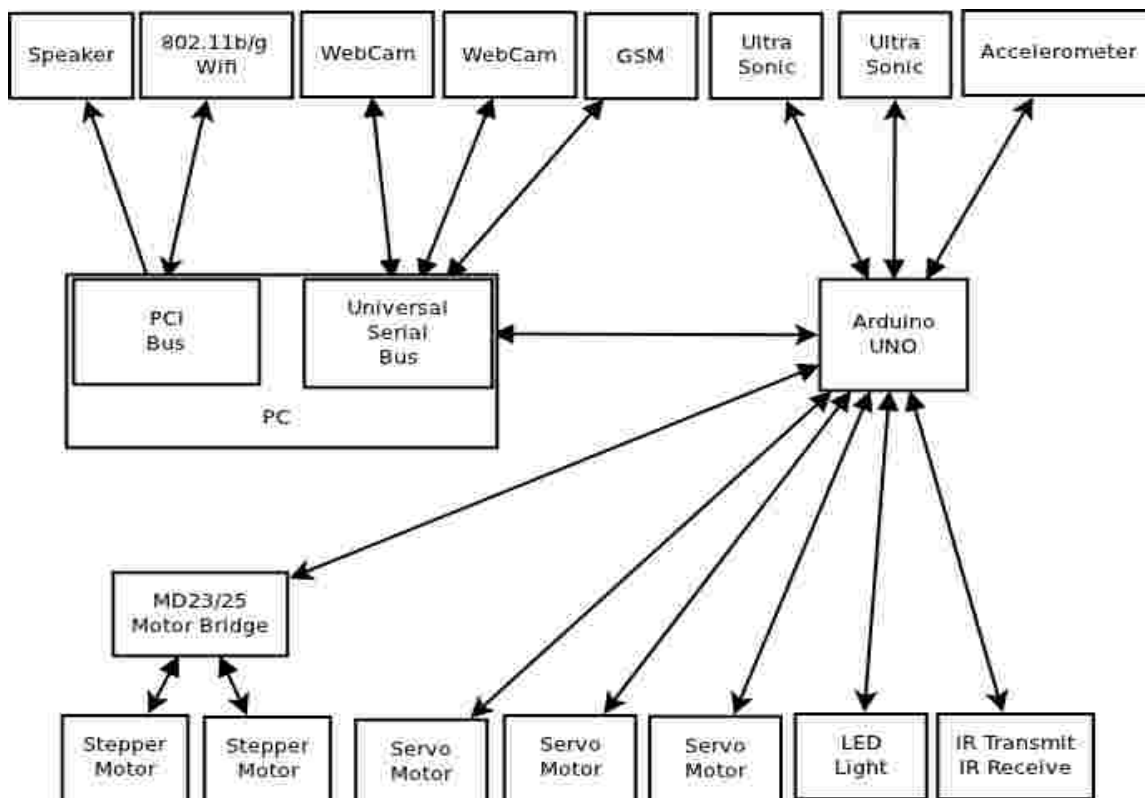 Speaker
802.11b/g
Wifi
WebCam
WebCam
GSM
Ultra
Sonic
Ultra
Sonic
Accelerometer
PCI
Bus
Universal
Serial
Bus
PC
Arduino
UNO
MD23/25
Motor Bridge
Stepper
Motor
Stepper
Motor
Servo
Motor
Servo
Motor
Servo
Motor
LED
Light
IR Transmit
IR Receive